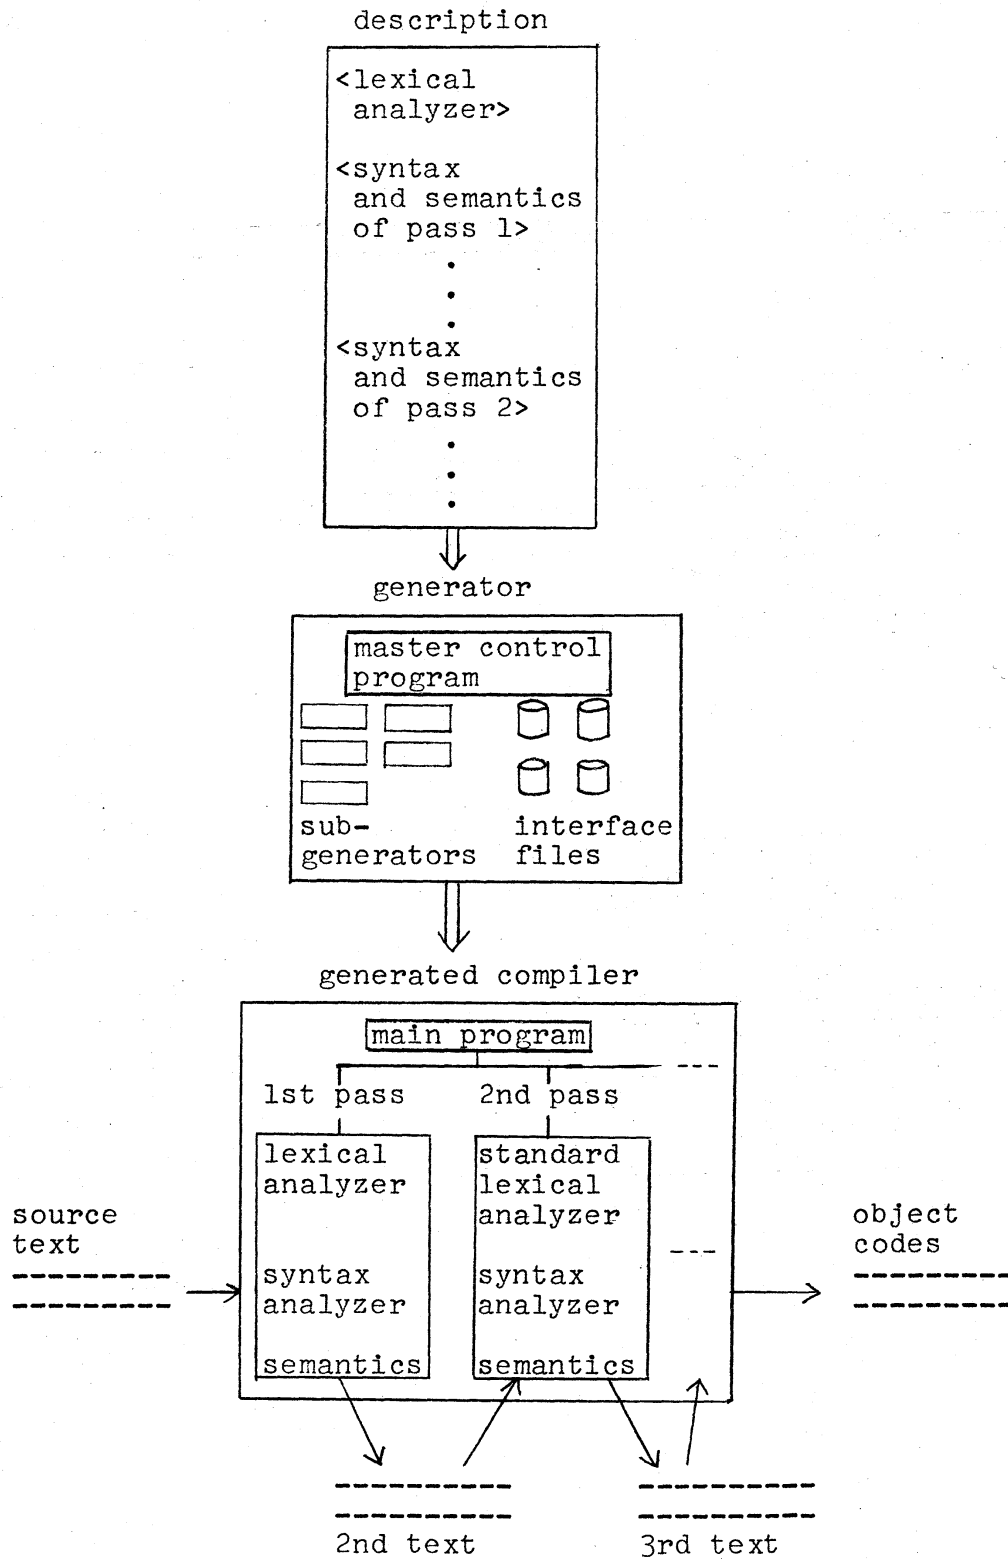 description
<lexical
analyzer>
<syntax
and semantics
of pass 1>
<syntax
and semantics
of pass 2>
generator
master control
program
sub-
generators
interface
files
generated compiler
main program
1st pass
2nd pass
lexical
analyzer
syntax
analyzer
semantics
standard
lexical
analyzer
syntax
analyzer
semantics
source
text
object
codes
2nd text
3rd text